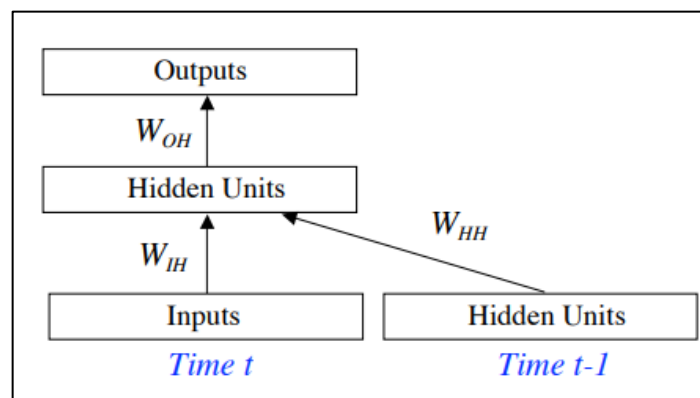 Outputs
W_OH
Hidden Units
W_HH
W_IH
Inputs
Hidden Units
Time t
Time t-1